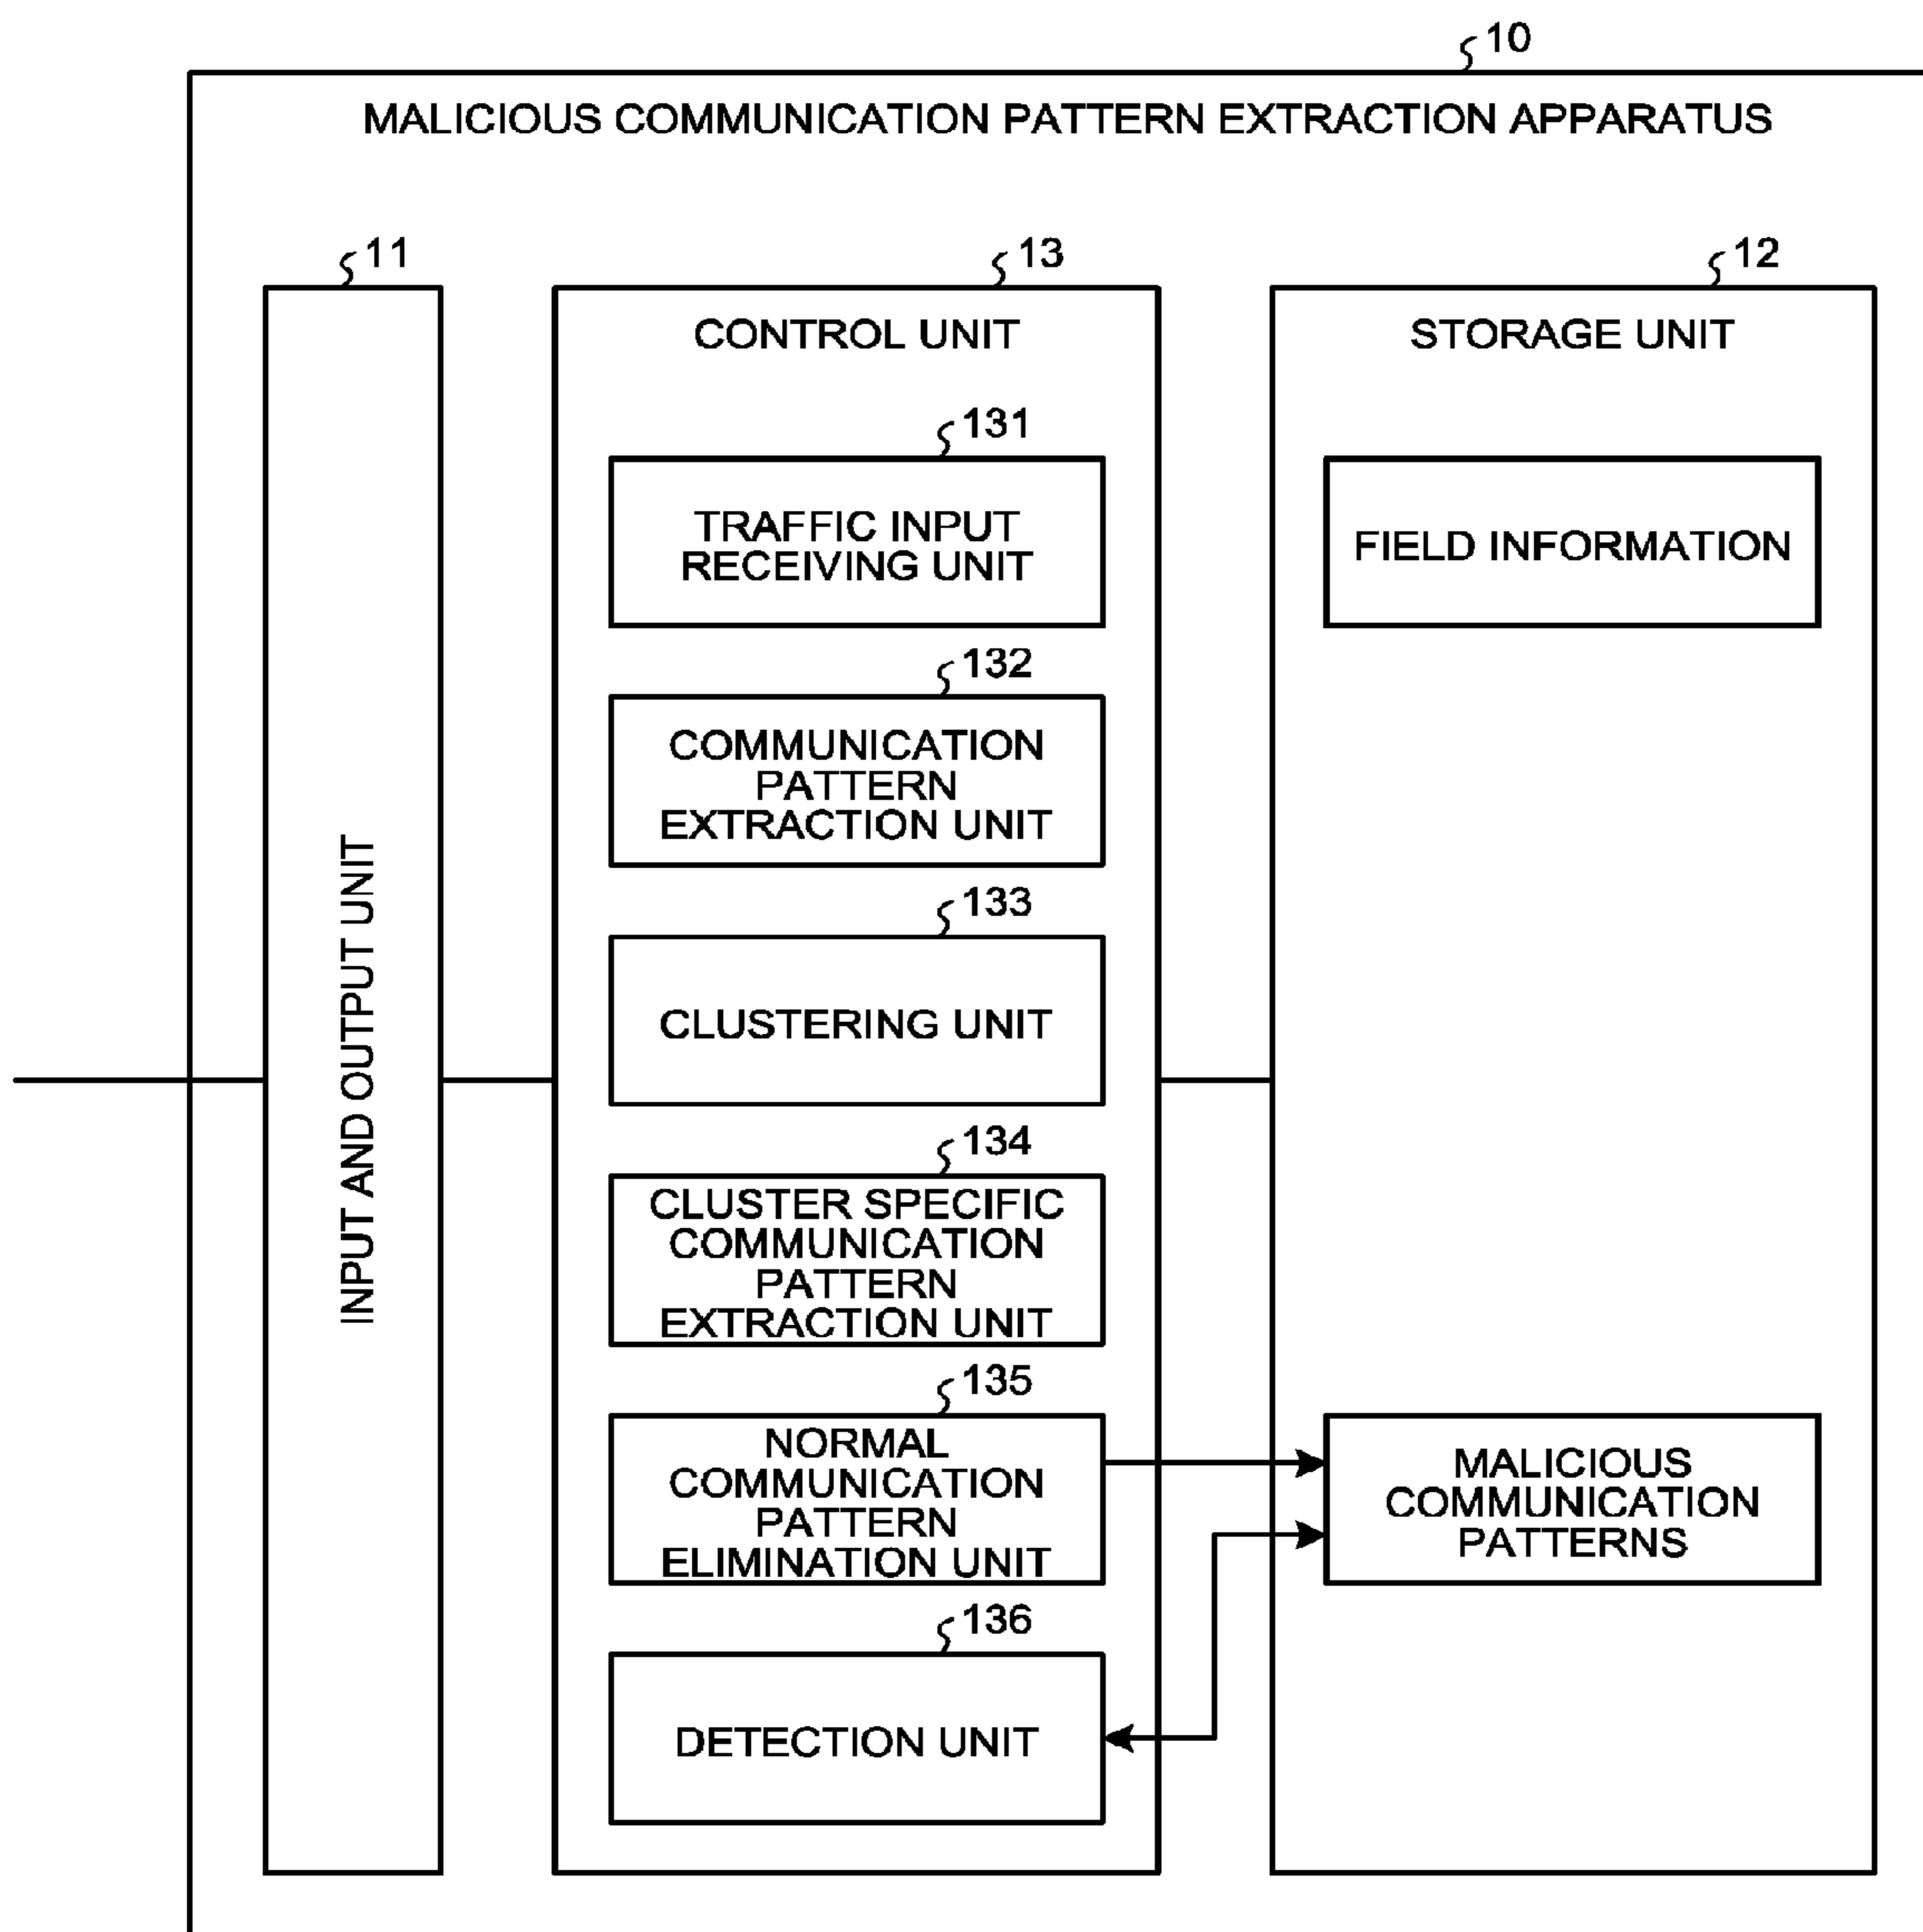 10
MALICIOUS COMMUNICATION PATTERN EXTRACTION APPARATUS
11
INPUT AND OUTPUT UNIT
13
CONTROL UNIT
131
TRAFFIC INPUT
RECEIVING UNIT
132
COMMUNICATION
PATTERN
EXTRACTION UNIT
133
CLUSTERING UNIT
134
CLUSTER SPECIFIC
COMMUNICATION
PATTERN
EXTRACTION UNIT
135
NORMAL
COMMUNICATION
PATTERN
ELIMINATION UNIT
136
DETECTION UNIT
12
STORAGE UNIT
FIELD INFORMATION
MALICIOUS
COMMUNICATION
PATTERNS